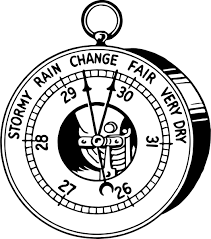 STORMY RAIN CHANGE FAIR VERY DRY
28 29 30 31
27 26